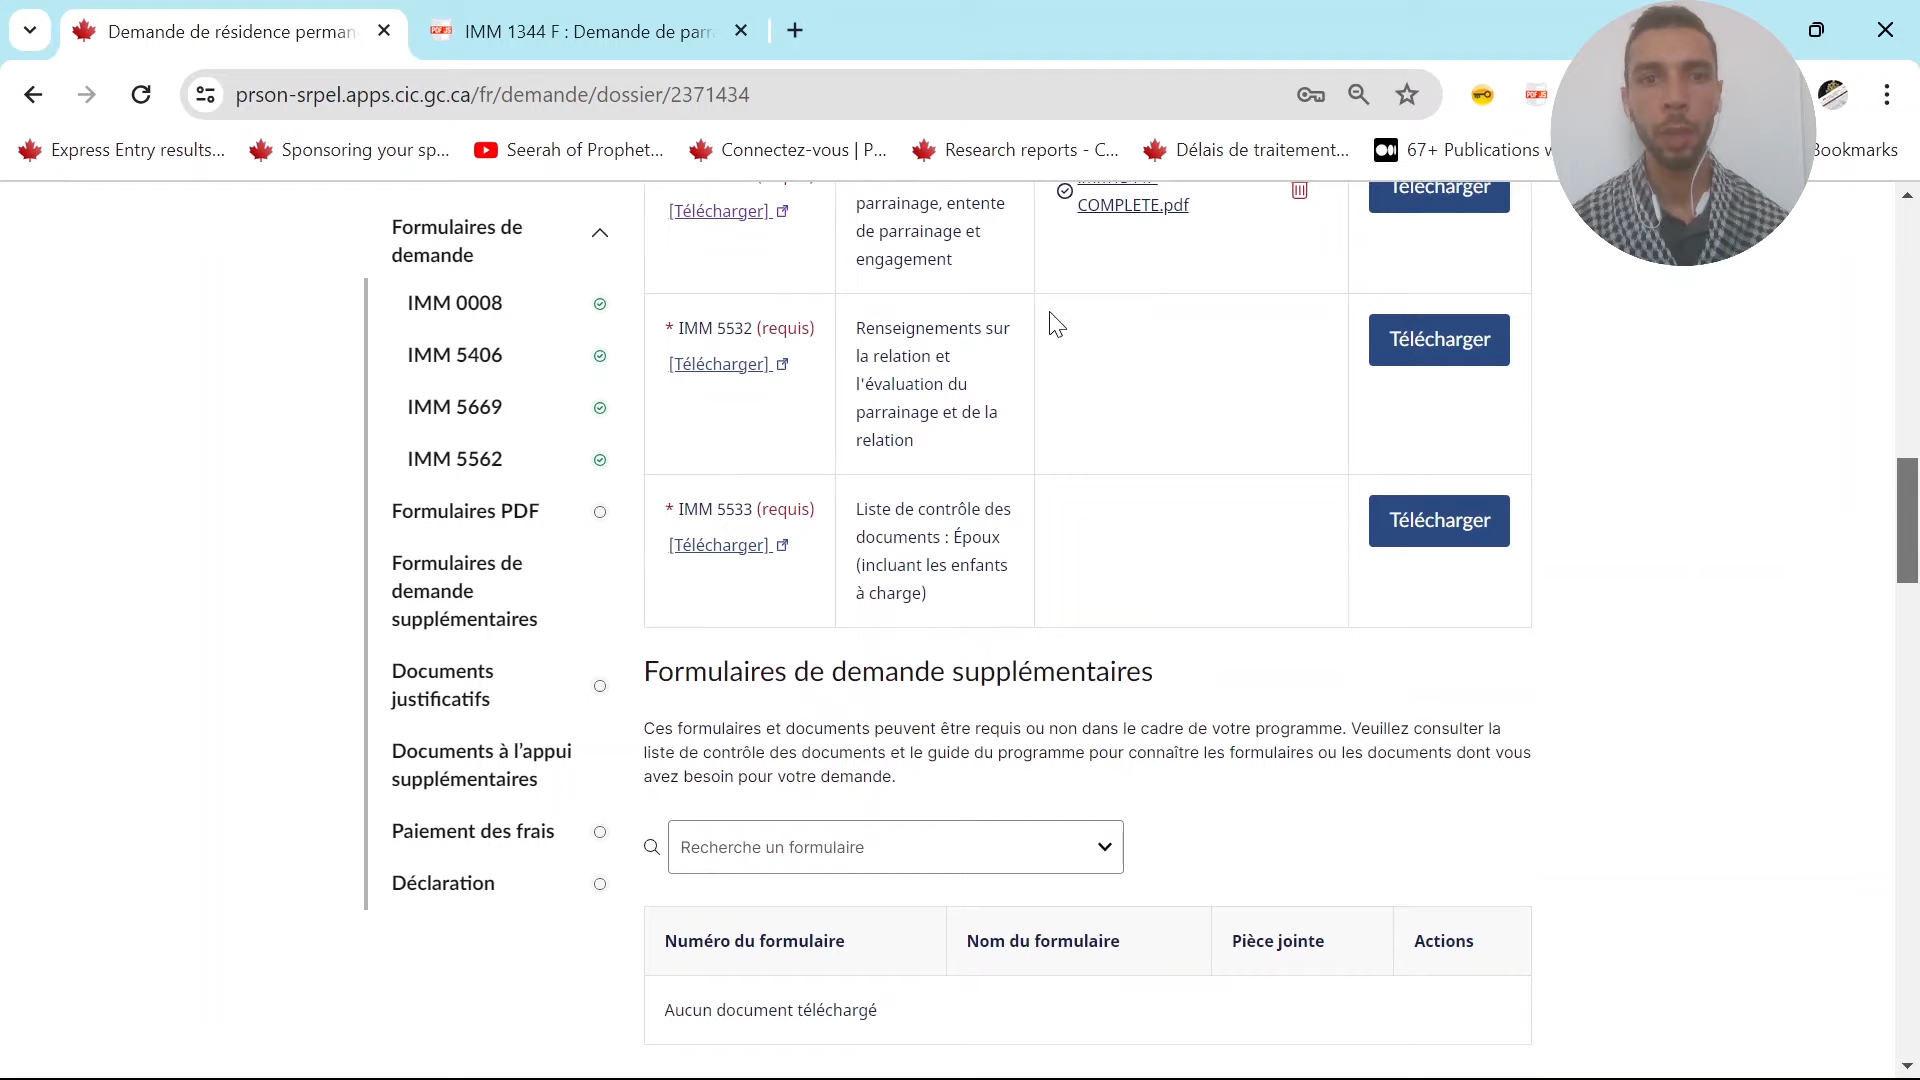 Demande de résidence perman
IMM 1344 F : Demande de parr
prson-srpel.apps.cic.gc.ca/fr/demande/dossier/2371434
Express Entry results...
Sponsoring your sp...
Seerah of Prophet...
Connectez-vous | P...
Research reports - C...
Délais de traitement...
67+ Publications
Bookmarks
Formulaires de
demande
IMM 0008
IMM 5406
IMM 5669
IMM 5562
Formulaires PDF
Formulaires de
demande
supplémentaires
Documents
justificatifs
Documents à l’appui
supplémentaires
Paiement des frais
Déclaration
[Télécharger]
parrainage, entente
de parrainage et
engagement
COMPLETE.pdf
Télécharger
* IMM 5532 (requis)
[Télécharger]
Renseignements sur
la relation et
l'évaluation du
parrainage et de la
relation
Télécharger
* IMM 5533 (requis)
[Télécharger]
Liste de contrôle des
documents : Époux
(incluant les enfants
à charge)
Télécharger
Formulaires de demande supplémentaires
Ces formulaires et documents peuvent être requis ou non dans le cadre de votre programme. Veuillez consulter la
liste de contrôle des documents et le guide du programme pour connaître les formulaires ou les documents dont vous
avez besoin pour votre demande.
Recherche un formulaire
Numéro du formulaire
Nom du formulaire
Pièce jointe
Actions
Aucun document téléchargé